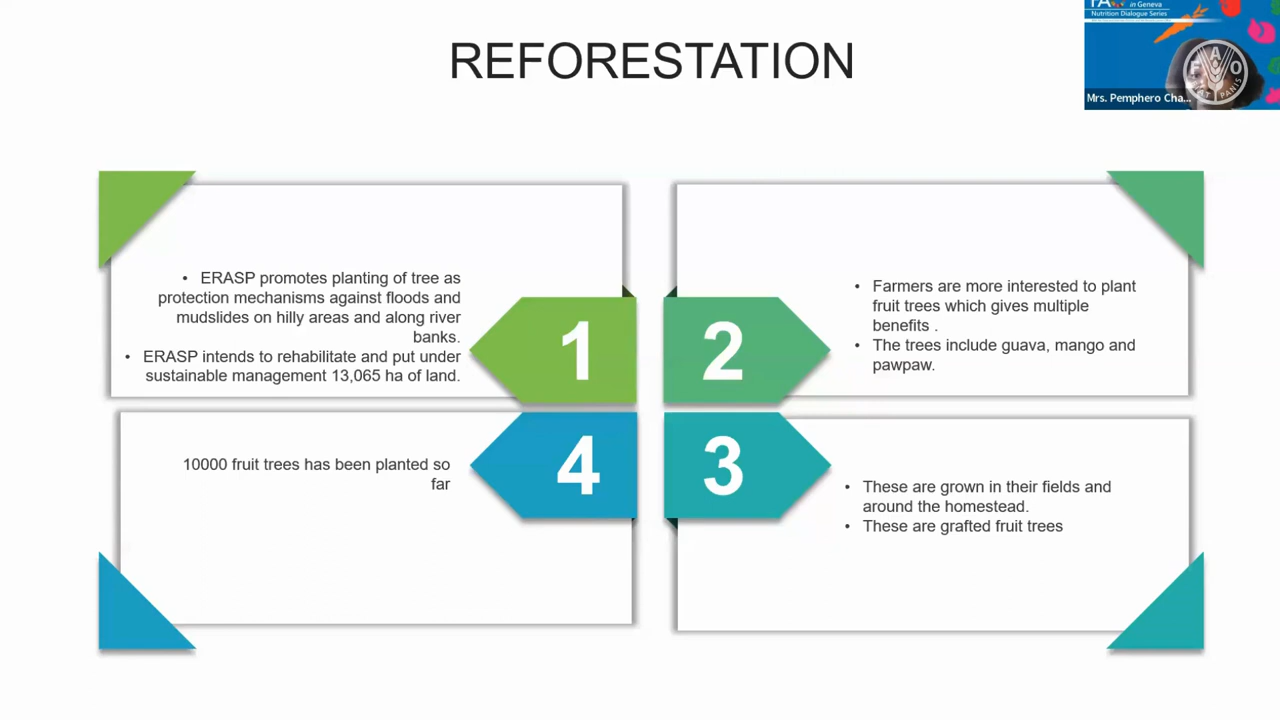 REFORESTATION
in Geneva
Nutrition Dialogue Series
Mrs. Pemphero Cha...
• ERASP promotes planting of tree as
protection mechanisms against floods and
mudslides on hilly areas and along river
banks.
• ERASP intends to rehabilitate and put under
sustainable management 13,065 ha of land.
1
2
• Farmers are more interested to plant
fruit trees which gives multiple
benefits .
• The trees include guava, mango and
pawpaw.
10000 fruit trees has been planted so
far
4
3
• These are grown in their fields and
around the homestead.
• These are grafted fruit trees